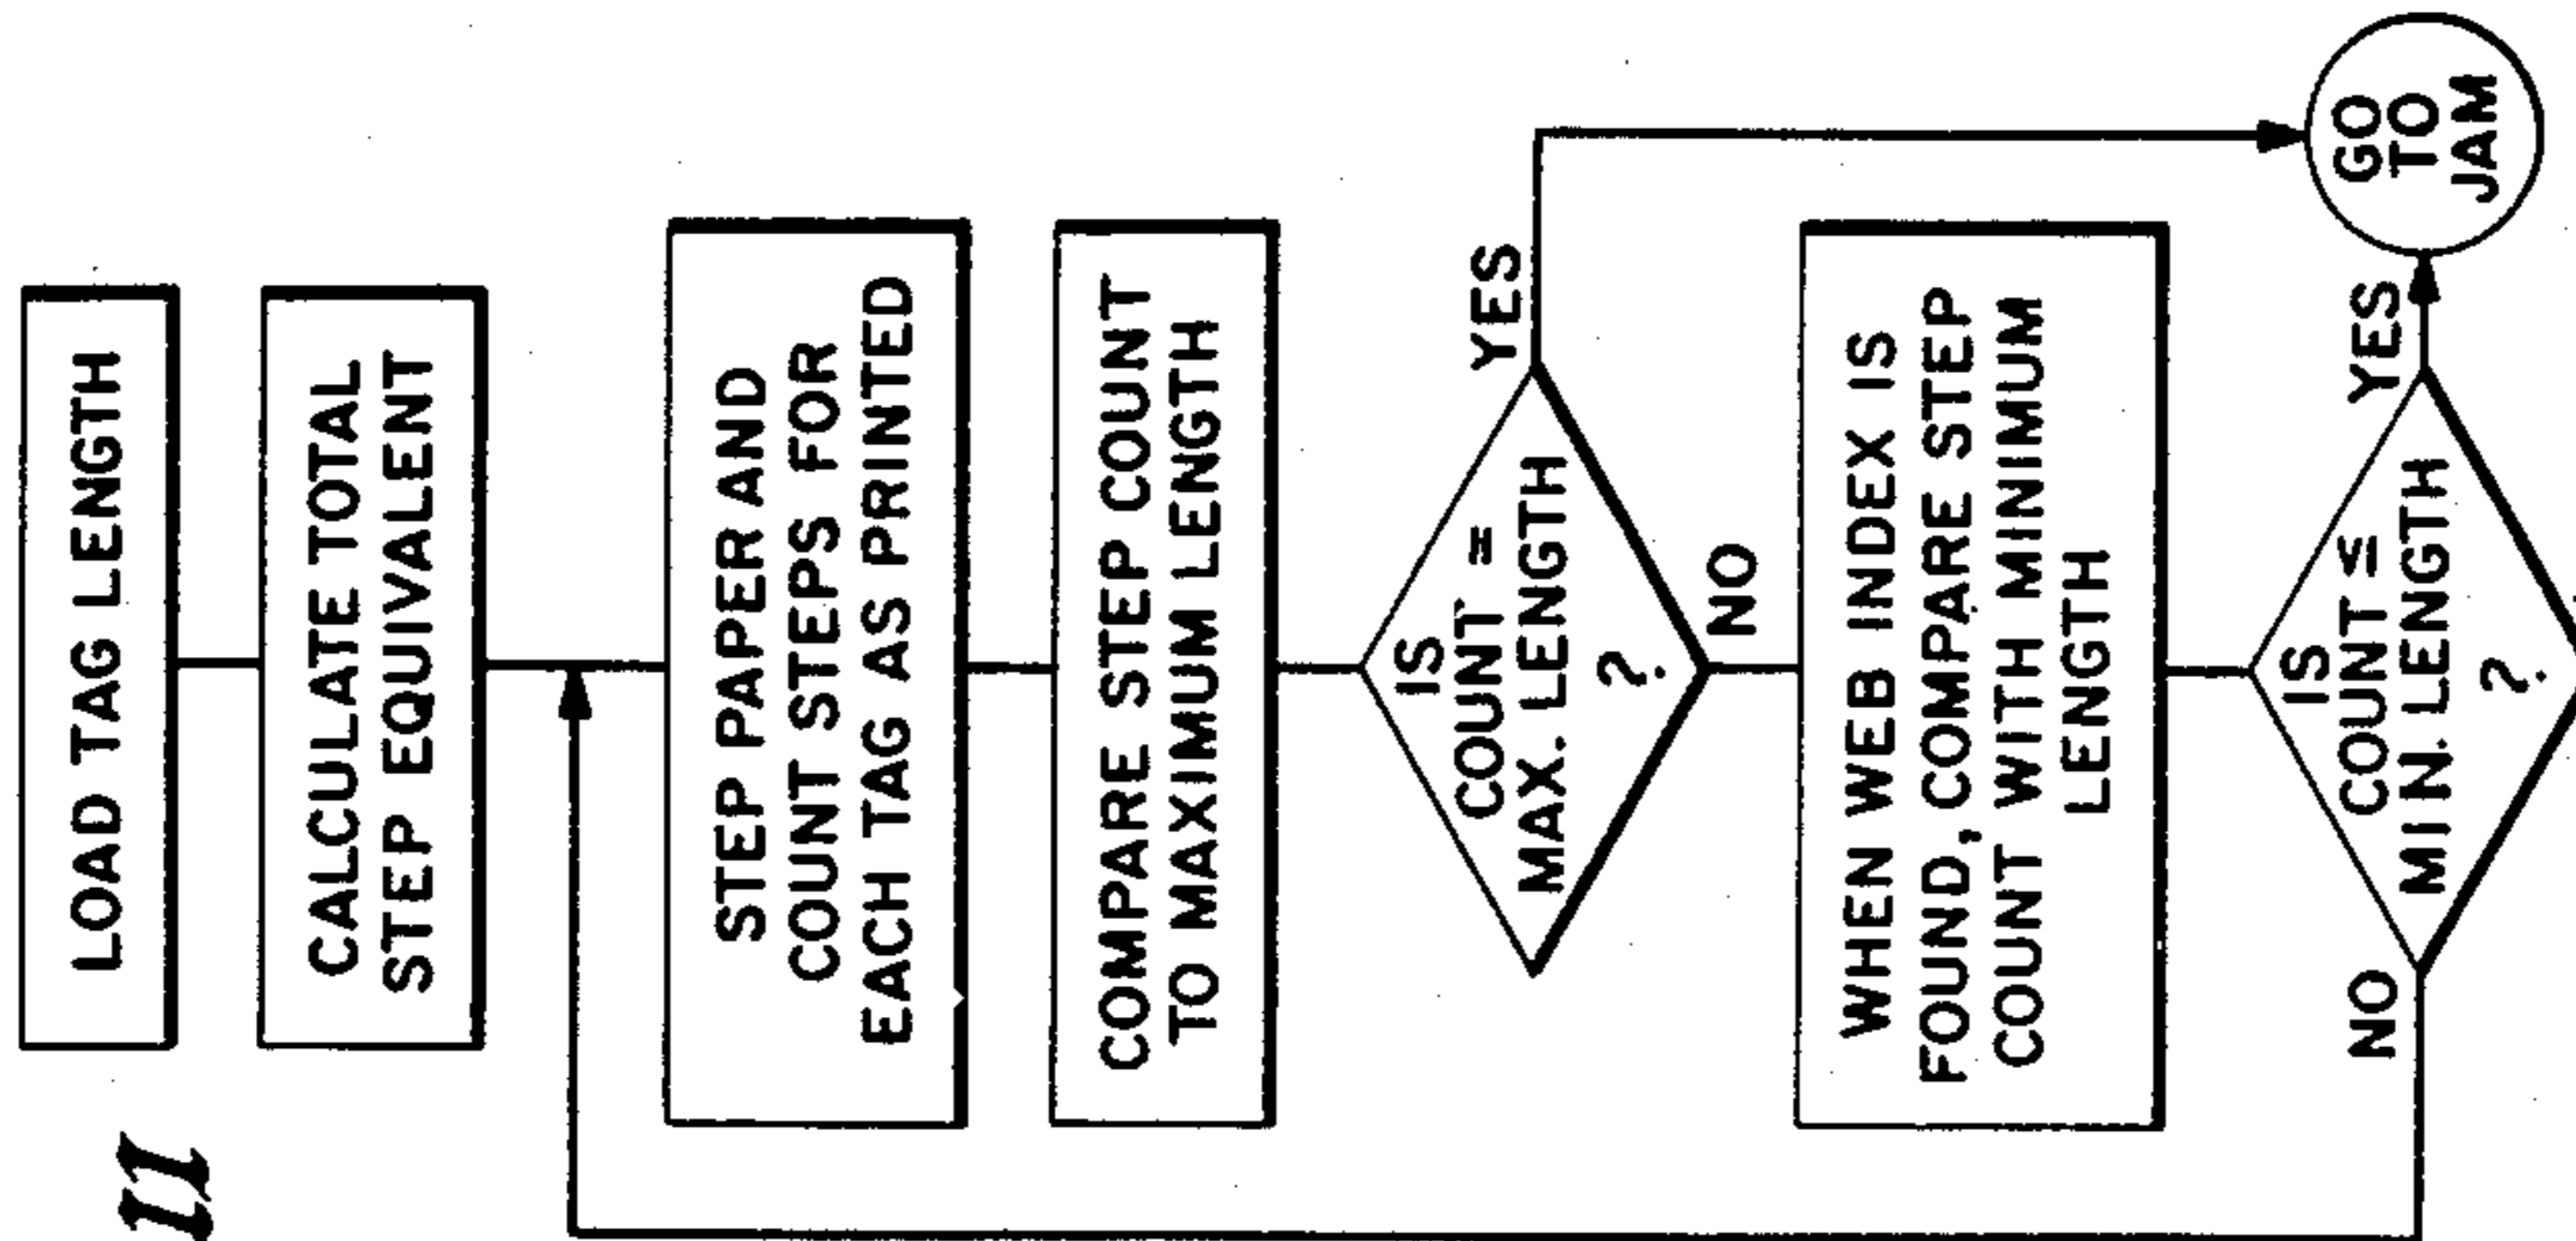 11
LOAD TAG LENGTH
CALCULATE TOTAL
STEP EQUIVALENT
STEP PAPER AND
COUNT STEPS FOR
EACH TAG AS PRINTED
COMPARE STEP COUNT
TO MAXIMUM LENGTH
IS
COUNT =
MAX. LENGTH
?
YES
NO
WHEN WEB INDEX IS
FOUND, COMPARE STEP
COUNT WITH MINIMUM
LENGTH
IS
COUNT ≤
MIN. LENGTH
?
YES
NO
GO
TO
JAM